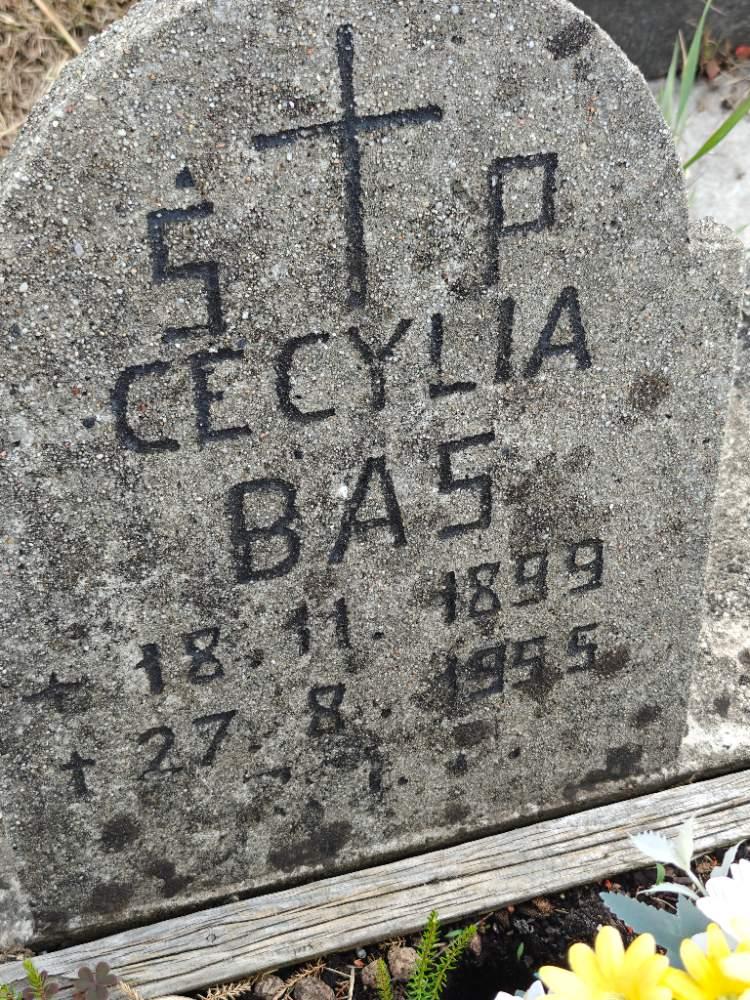 Ś P
CECYLIA
BAS
18.11.1899
† 27.8.1955